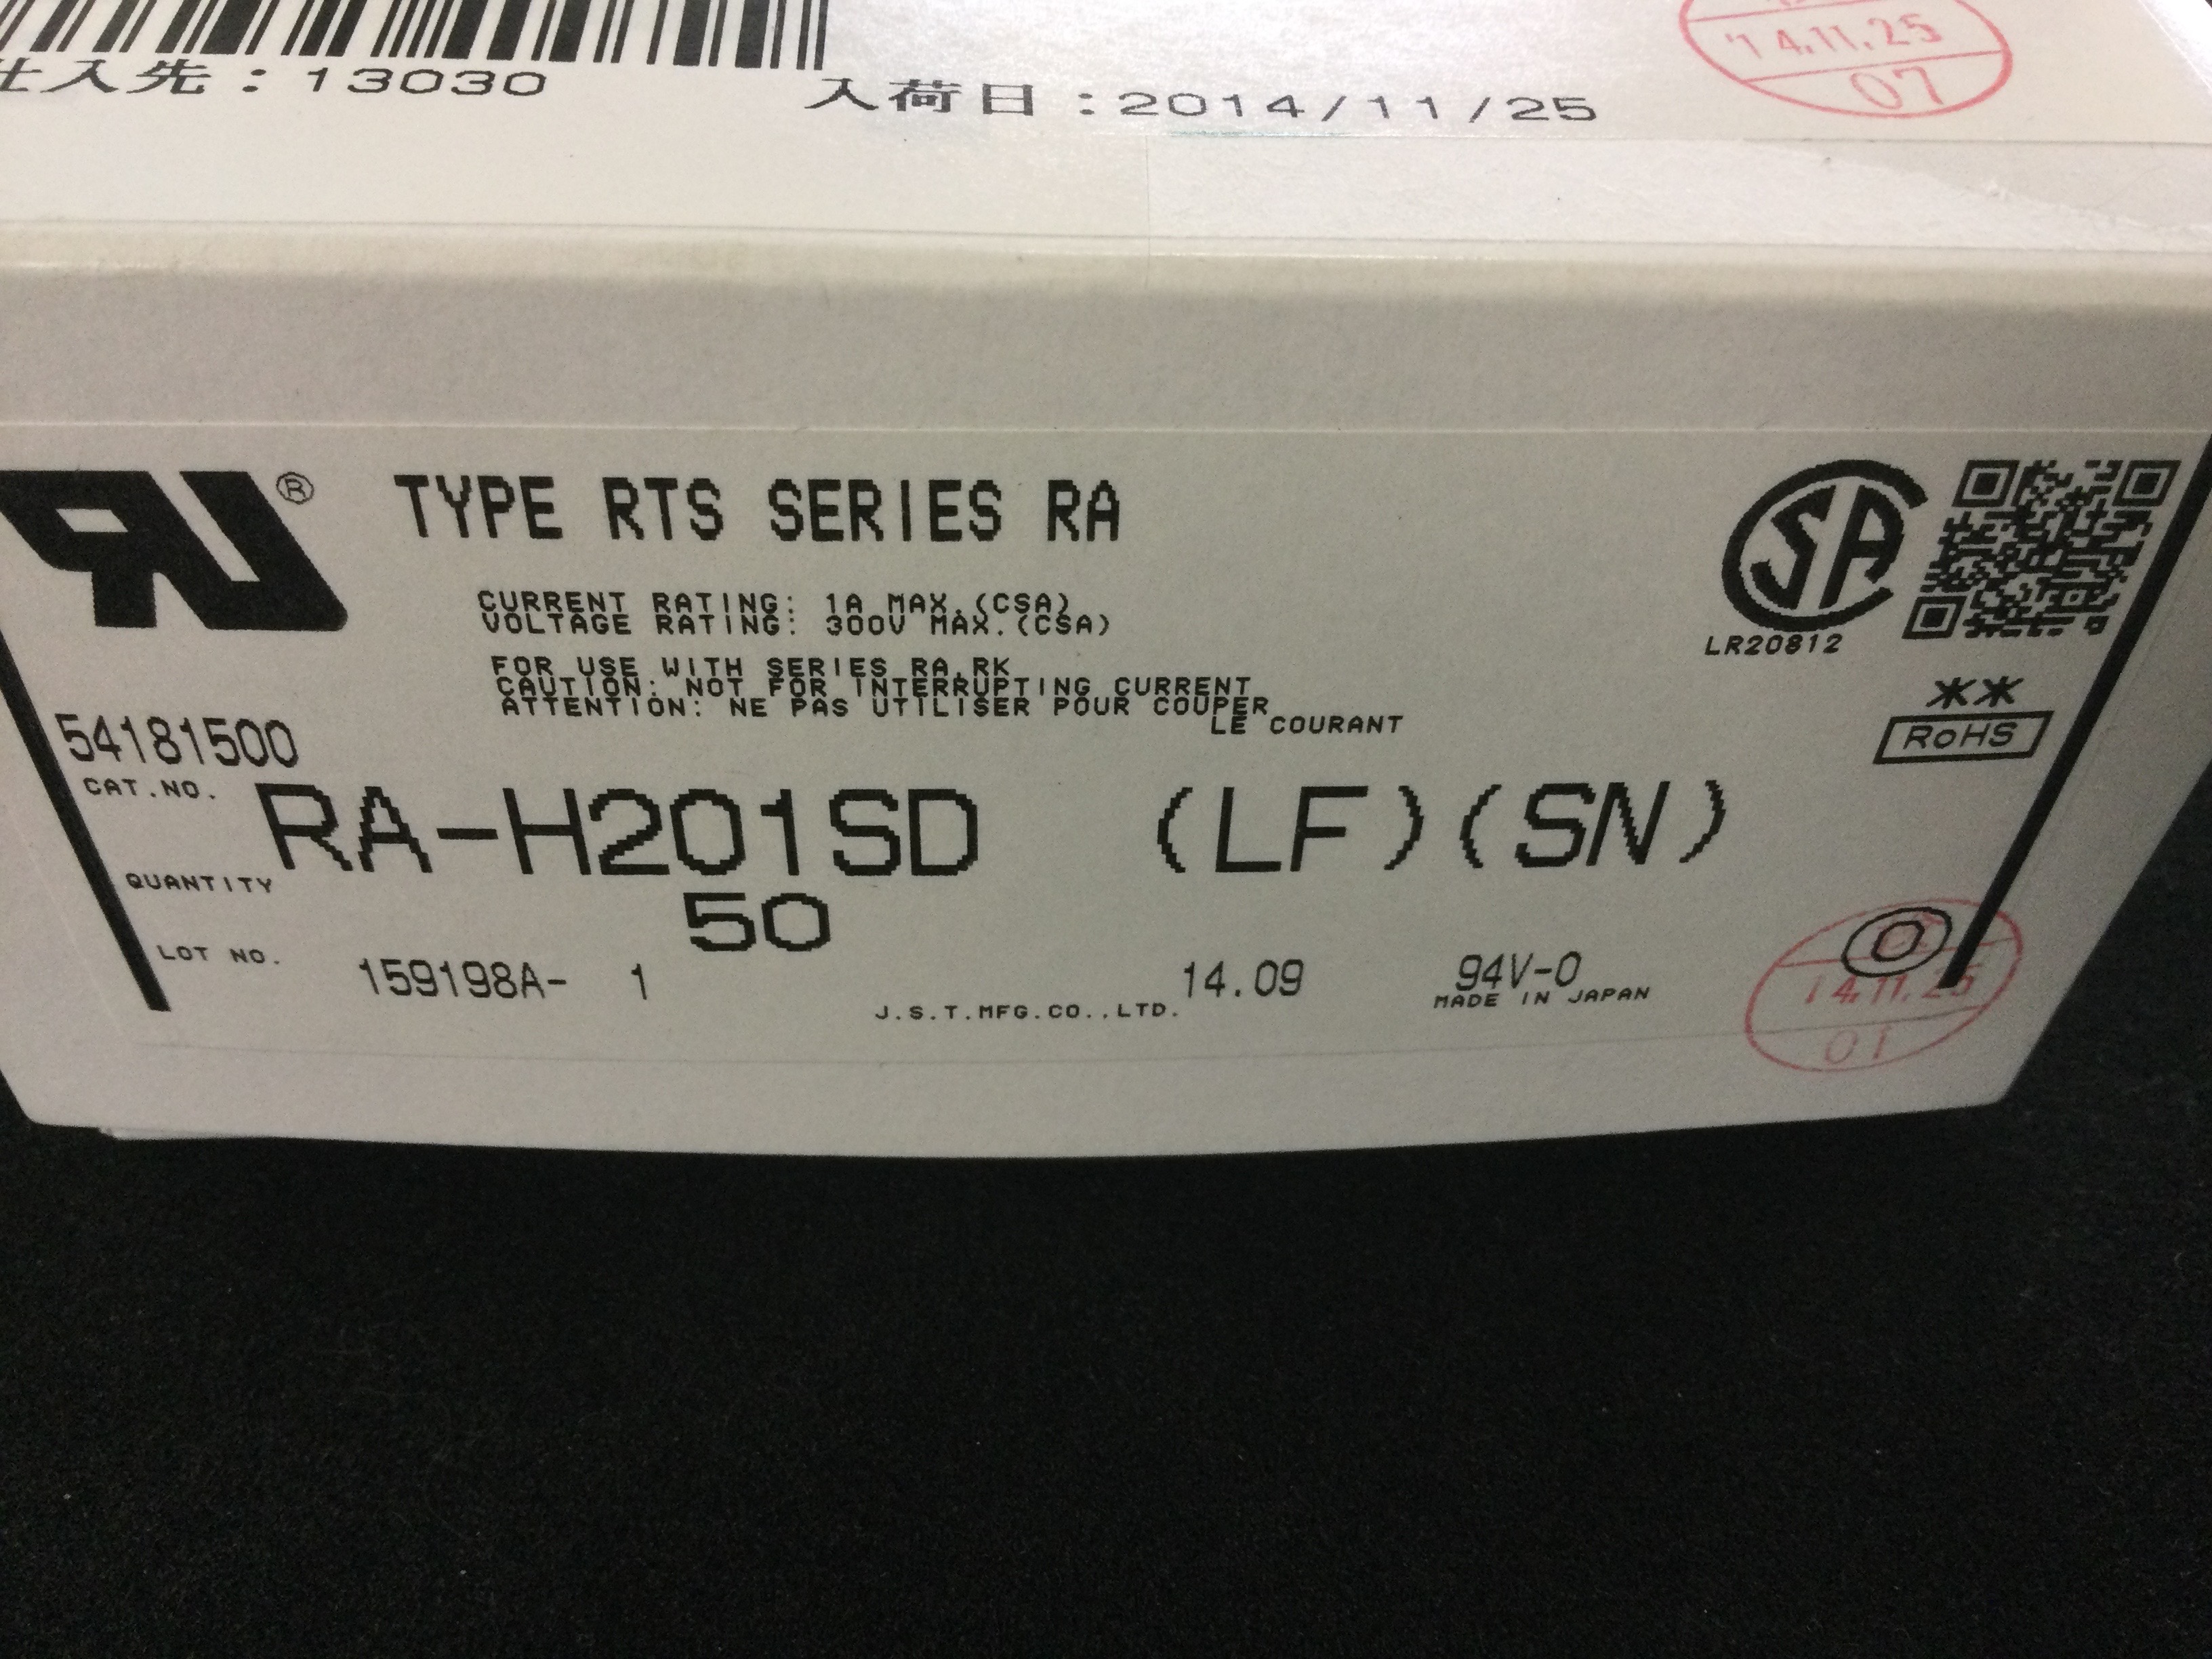 仕入先：13030
入荷日：2014/11/25
'14.11.25
07
®
TYPE RTS SERIES RA
CURRENT RATING: 1A MAX.(CSA)
VOLTAGE RATING: 300V MAX.(CSA)
FOR USE WITH SERIES RA,RK
CAUTION: NOT FOR INTERRUPTING CURRENT
ATTENTION: NE PAS UTILISER POUR COUPER
LE COURANT
LR20812
**
RoHS
54181500
CAT.NO.
RA-H201SD (LF)(SN)
QUANTITY
50
LOT NO.
159198A- 1
14.09
94V-0
J.S.T.MFG.CO.,LTD.
MADE IN JAPAN
0
14.11.25
01